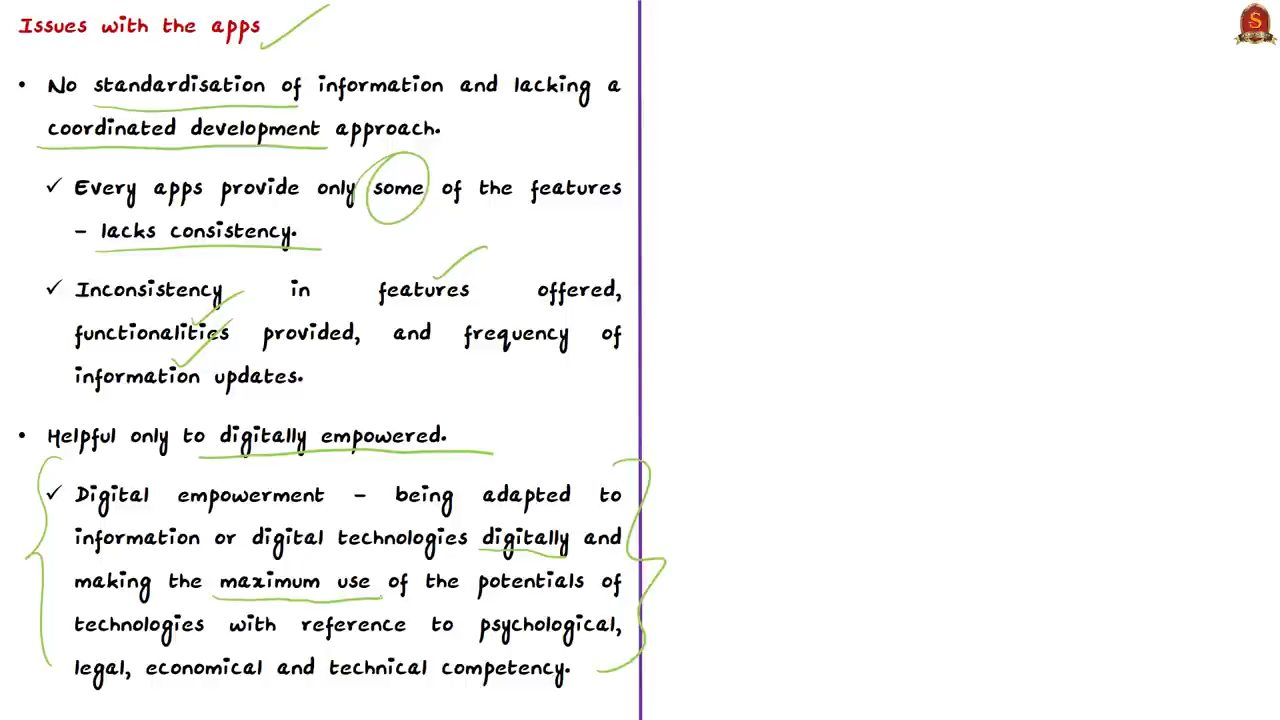 Issues with the apps
• No standardisation of information and lacking a
coordinated development approach.
✓ Every apps provide only some of the features
– lacks consistency.
✓ Inconsistency in features offered,
functionalities provided, and frequency of
information updates.
• Helpful only to digitally empowered.
✓ Digital empowerment – being adapted to
information or digital technologies digitally and
making the maximum use of the potentials of
technologies with reference to psychological,
legal, economical and technical competency.
S